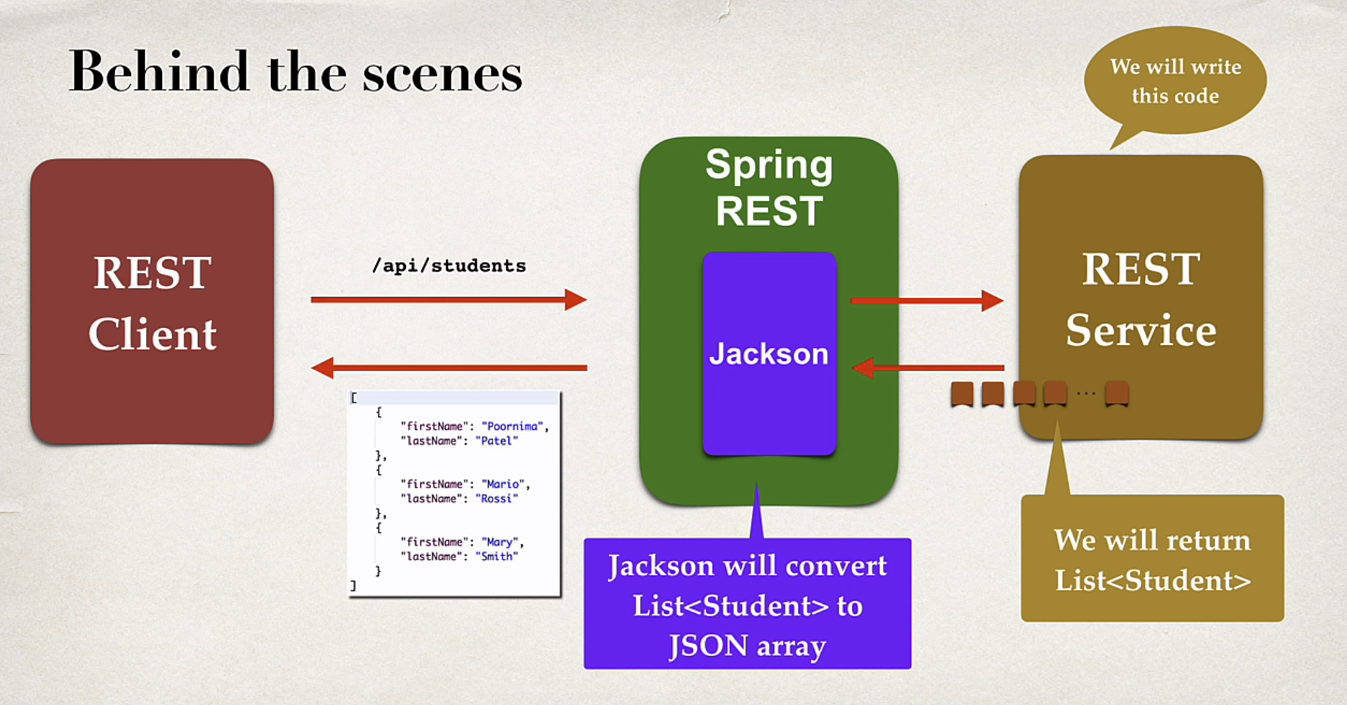 Behind the scenes
We will write
this code
REST
Client
/api/students
Spring
REST
Jackson
REST
Service
[
{
"firstName": "Poornima",
"lastName": "Patel"
},
{
"firstName": "Mario",
"lastName": "Rossi"
},
{
"firstName": "Mary",
"lastName": "Smith"
}
]
...
Jackson will convert
List<Student> to
JSON array
We will return
List<Student>